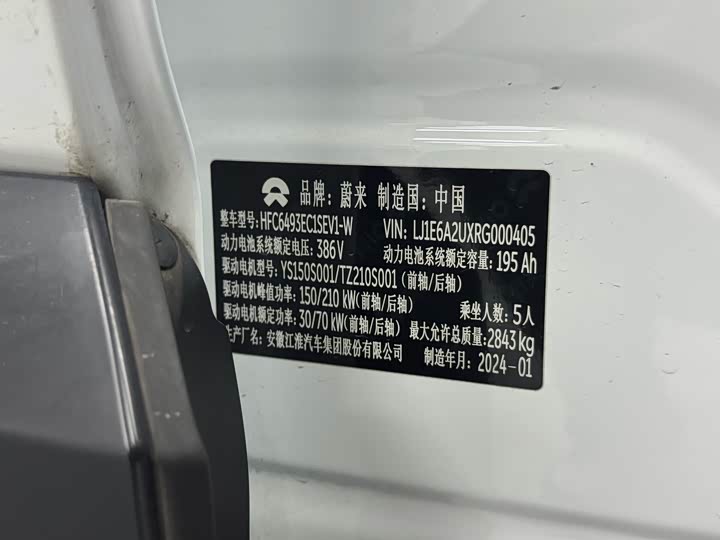 品牌：蔚来 制造国：中国
整车型号：HFC6493EC1SEV1-W VIN：LJ1E6A2UXRG000405
动力电池系统额定电压：386V 动力电池系统额定容量：195Ah
驱动电机型号：YS150S001/TZ210S001（前轴/后轴）
驱动电机峰值功率：150/210 kW（前轴/后轴） 乘坐人数：5人
驱动电机额定功率：30/70 kW（前轴/后轴） 最大允许总质量：2843kg
生产厂名：安徽江淮汽车集团股份有限公司 制造年月：2024-01